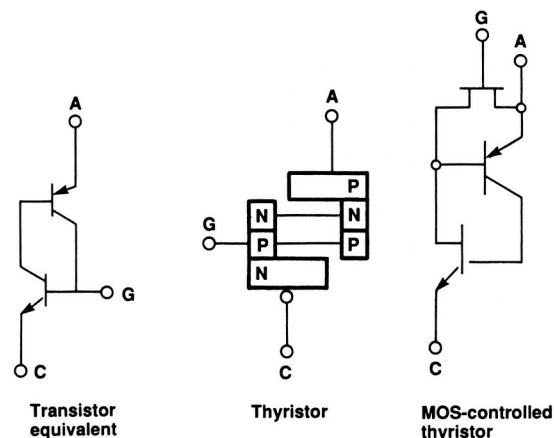 G
A
A
A
P
N
N
G
P
P
N
G
C
C
C
Transistor
equivalent
Thyristor
MOS-controlled
thyristor